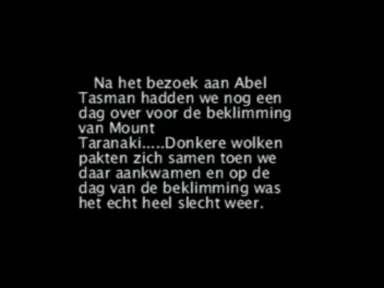 Na het bezoek aan Abel
Tasman hadden we nog een
dag over voor de beklimming
van Mount
Taranaki.....Donkere wolken
pakten zich samen toen we
daar aankwamen en op de
dag van de beklimming was
het echt heel slecht weer.